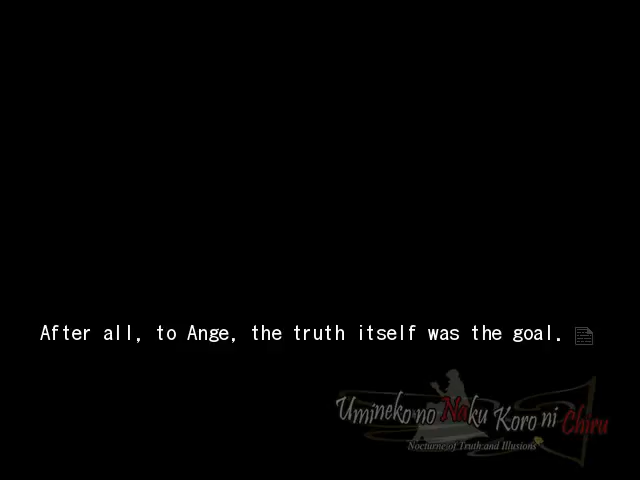 After all, to Ange, the truth itself was the goal.
Umineko no Naku Koro ni Chiru
Nocturne of Truth and Illusions